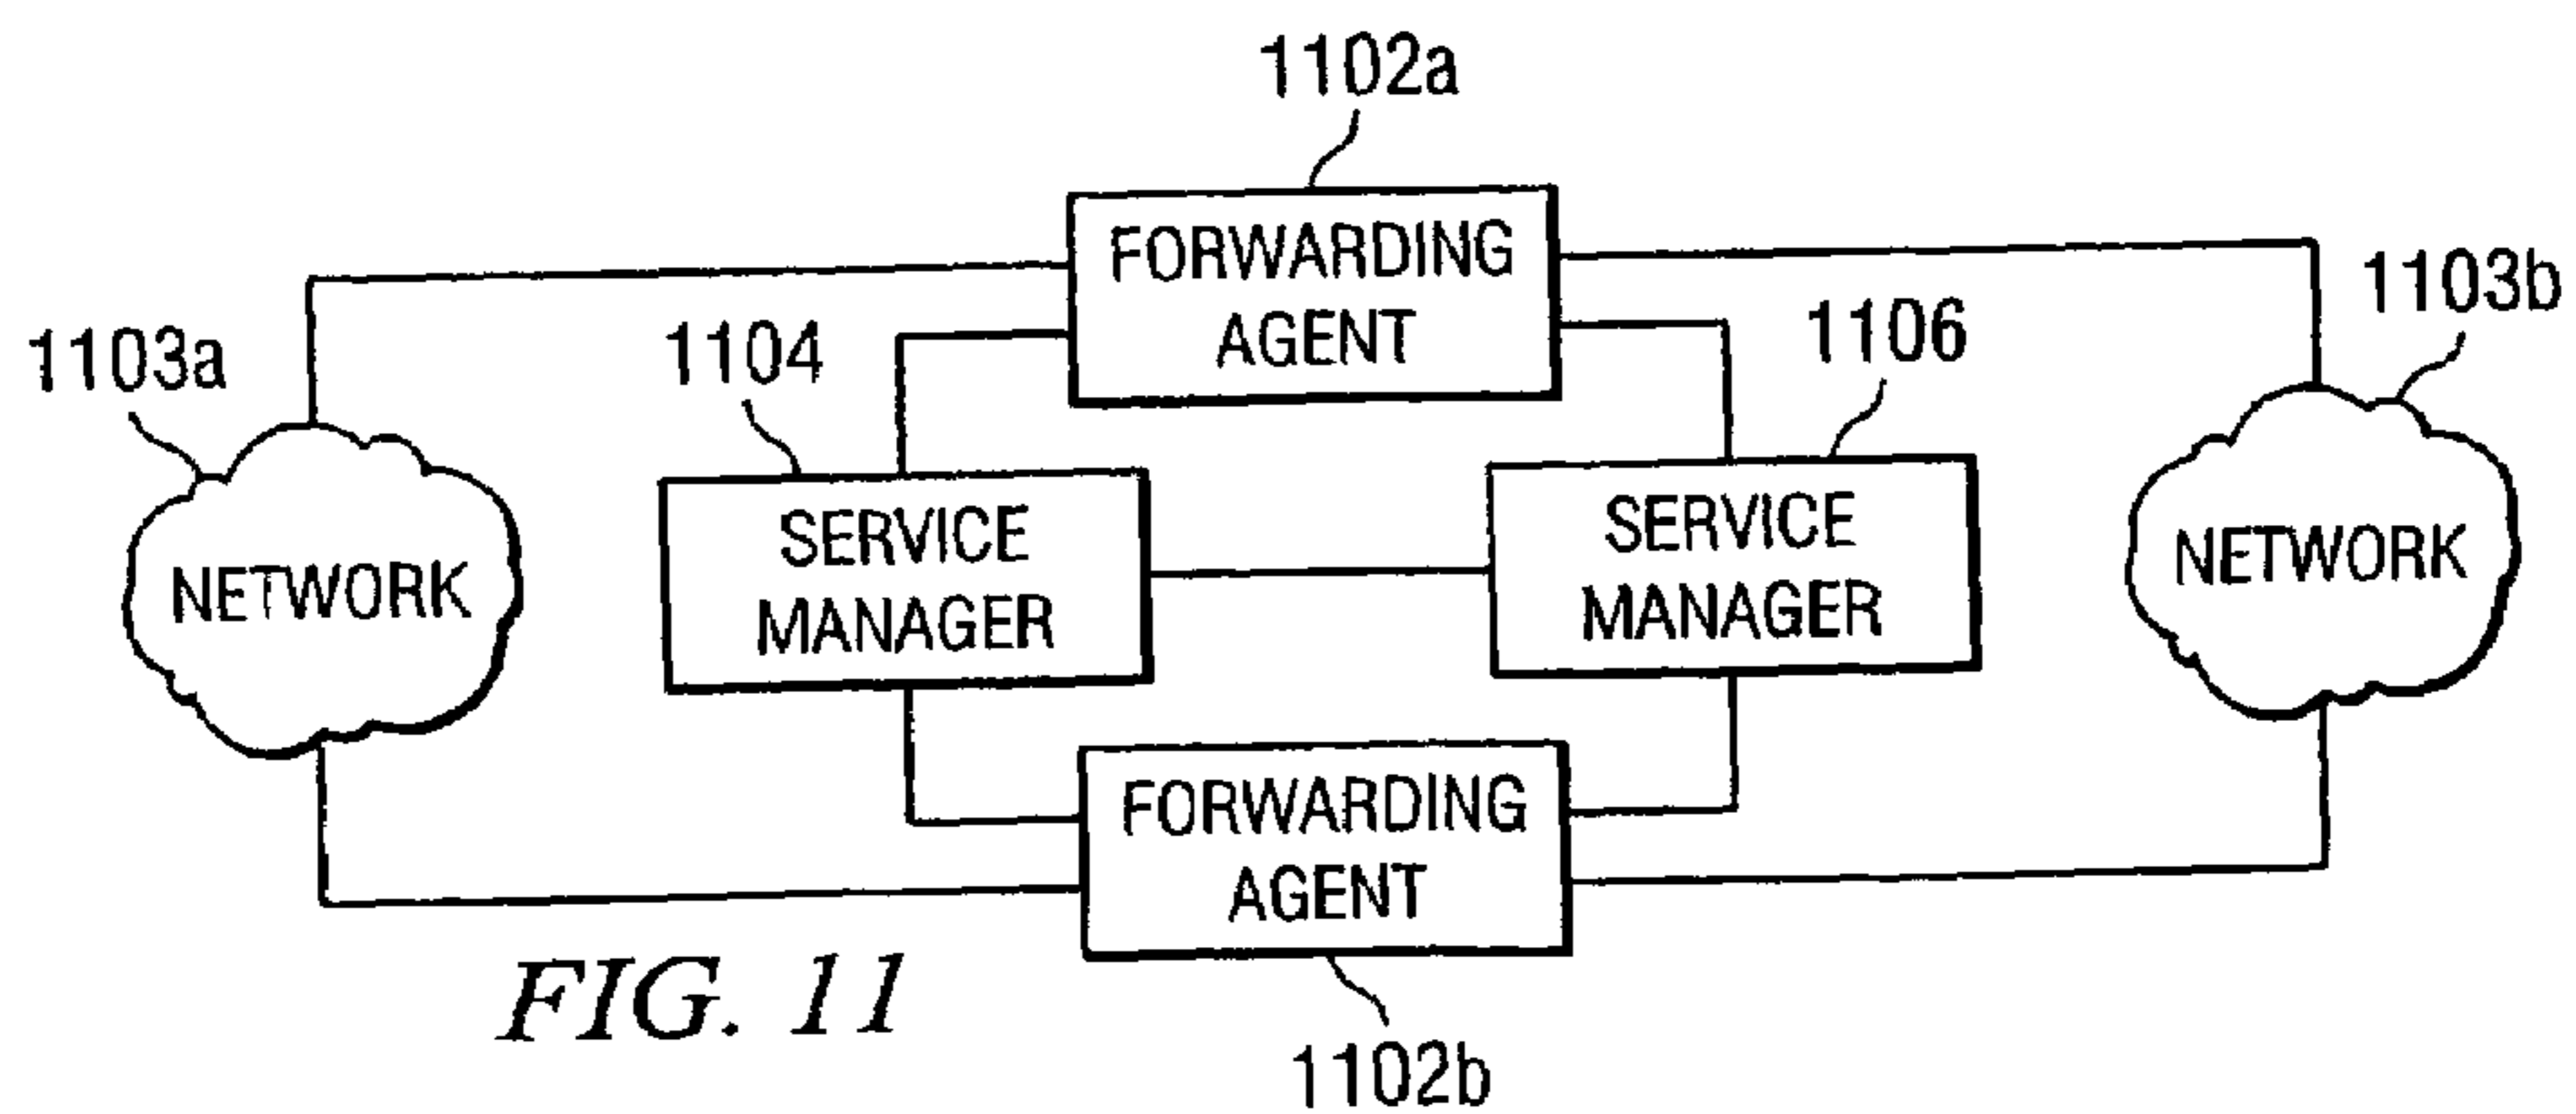 1102a
FORWARDING
AGENT
1103a
1104
1106
1103b
NETWORK
SERVICE
MANAGER
SERVICE
MANAGER
NETWORK
FORWARDING
AGENT
FIG. 11
1102b